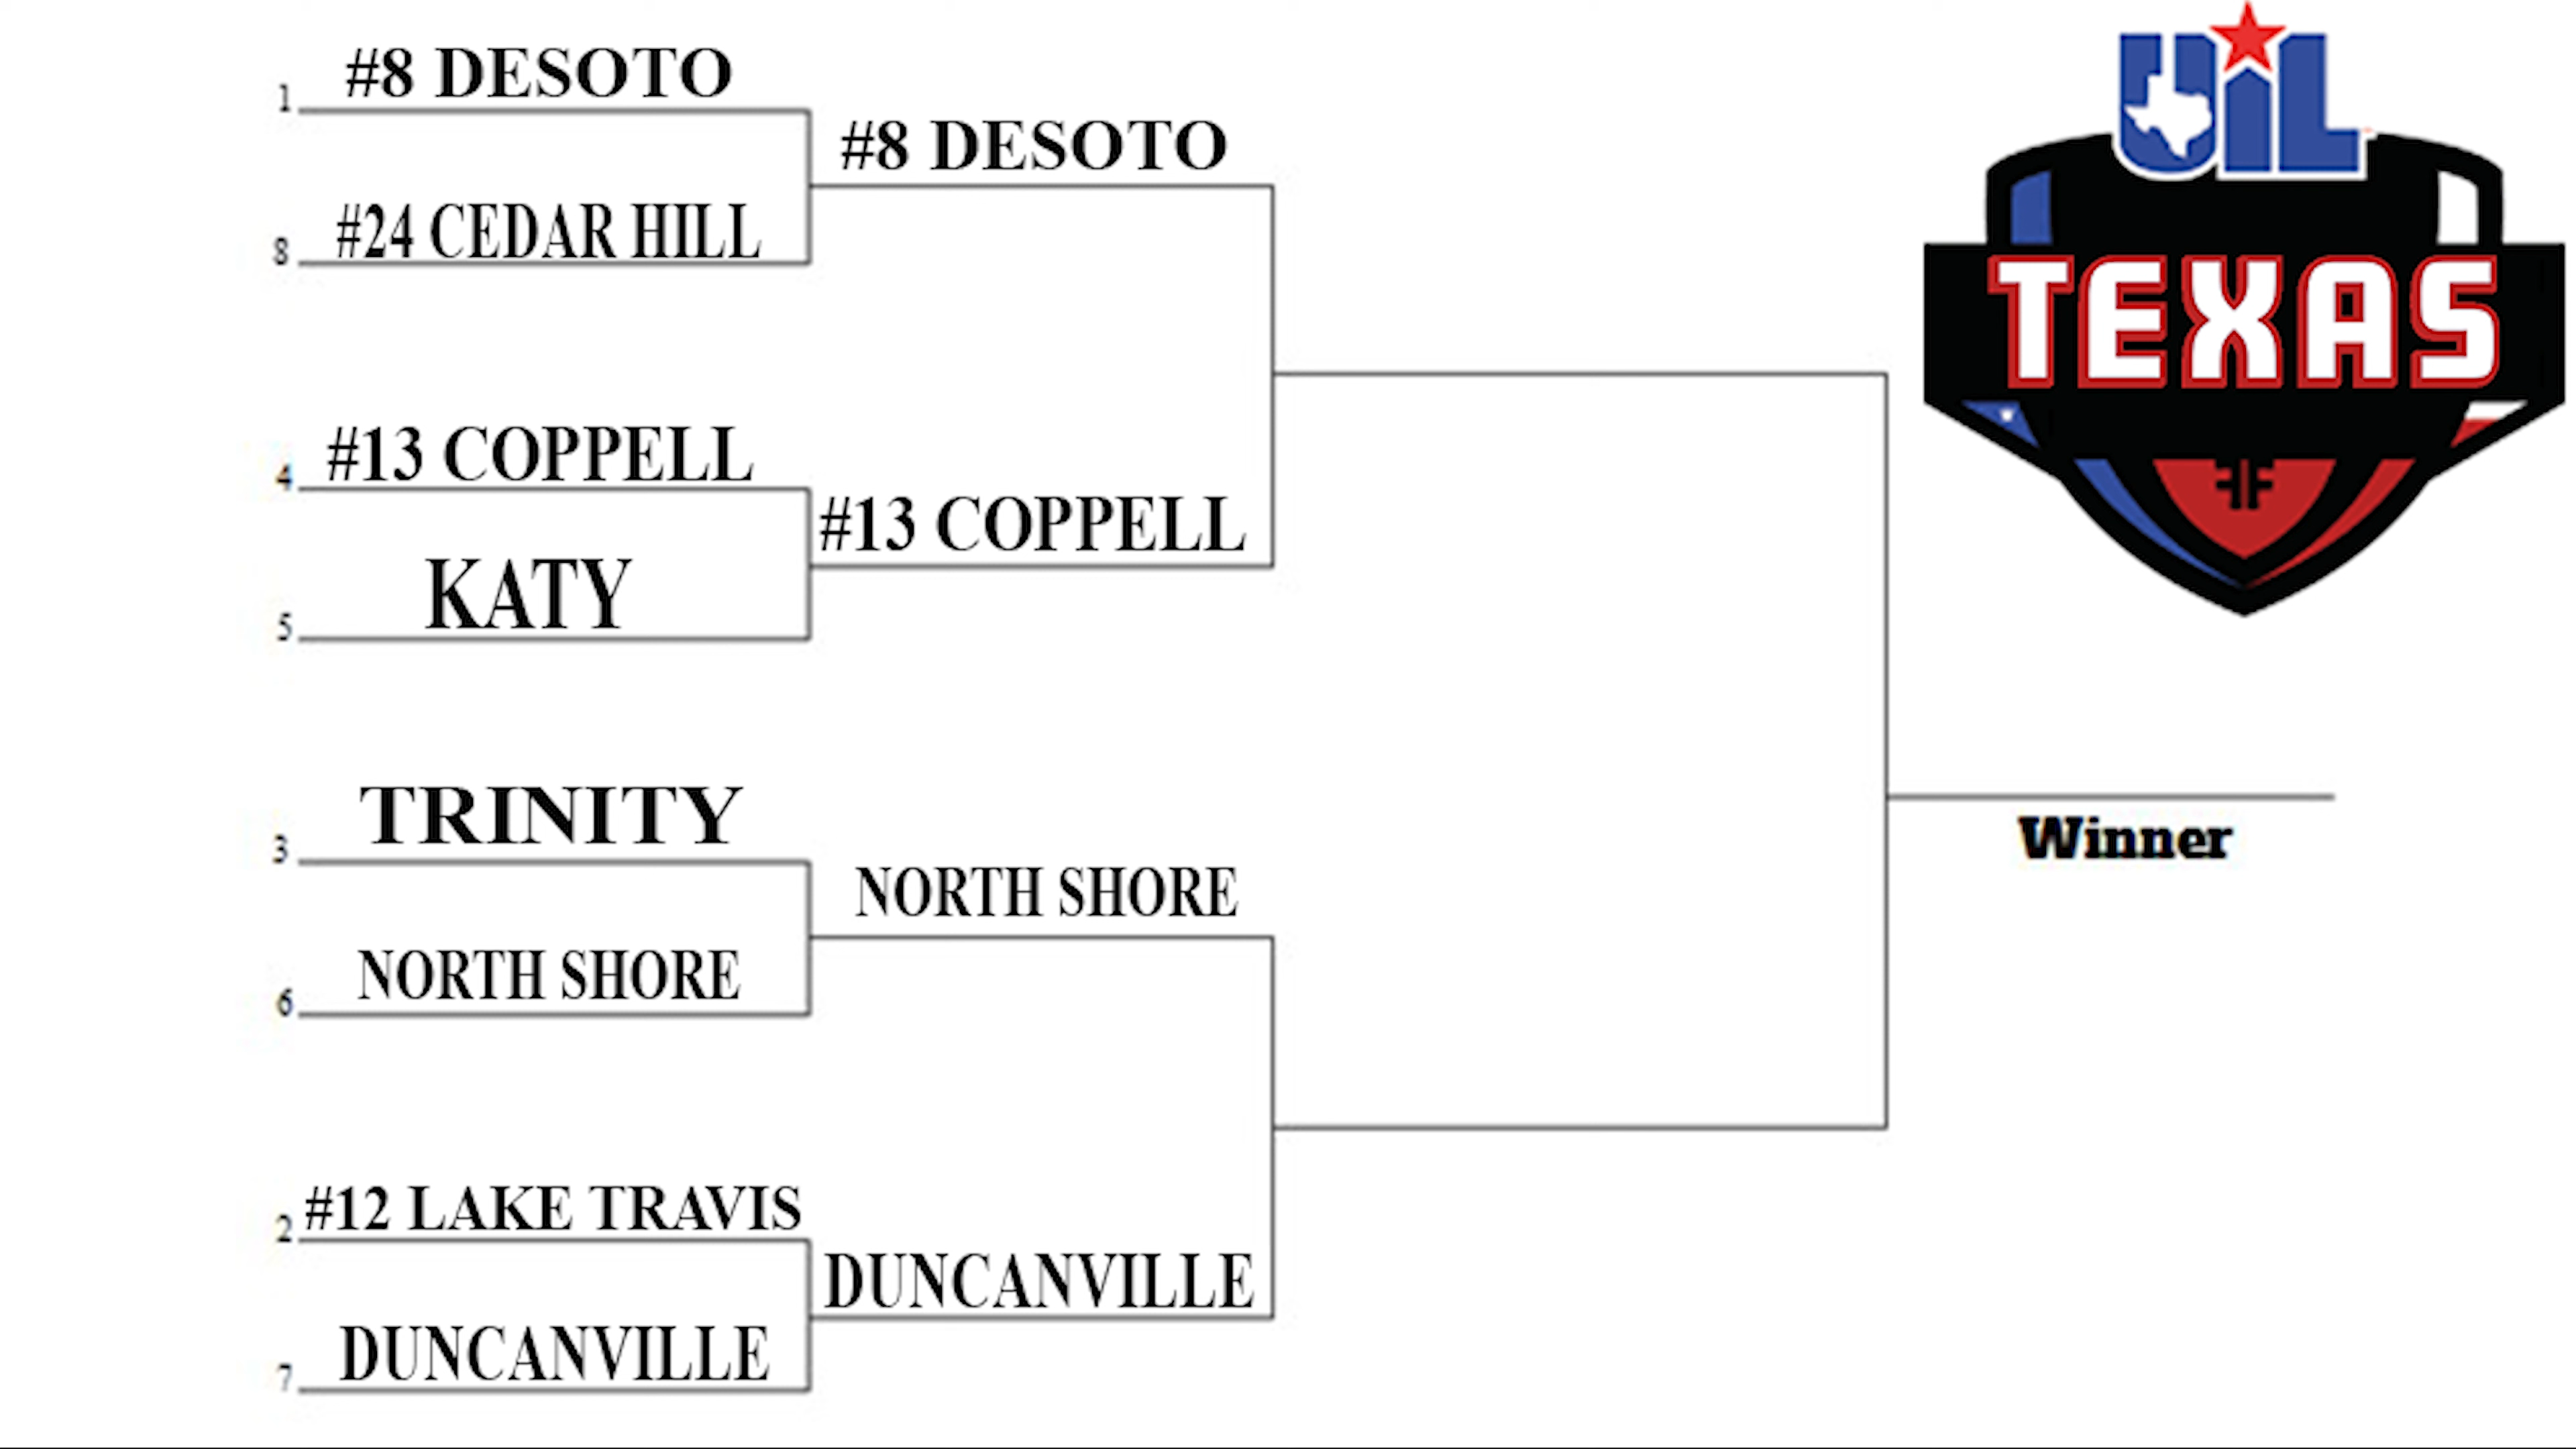 #8 DESOTO
1
#8 DESOTO
#24 CEDAR HILL
8
#13 COPPELL
4
#13 COPPELL
KATY
5
TRINITY
3
NORTH SHORE
NORTH SHORE
6
#12 LAKE TRAVIS
2
DUNCANVILLE
DUNCANVILLE
7
UIL
TEXAS
Winner